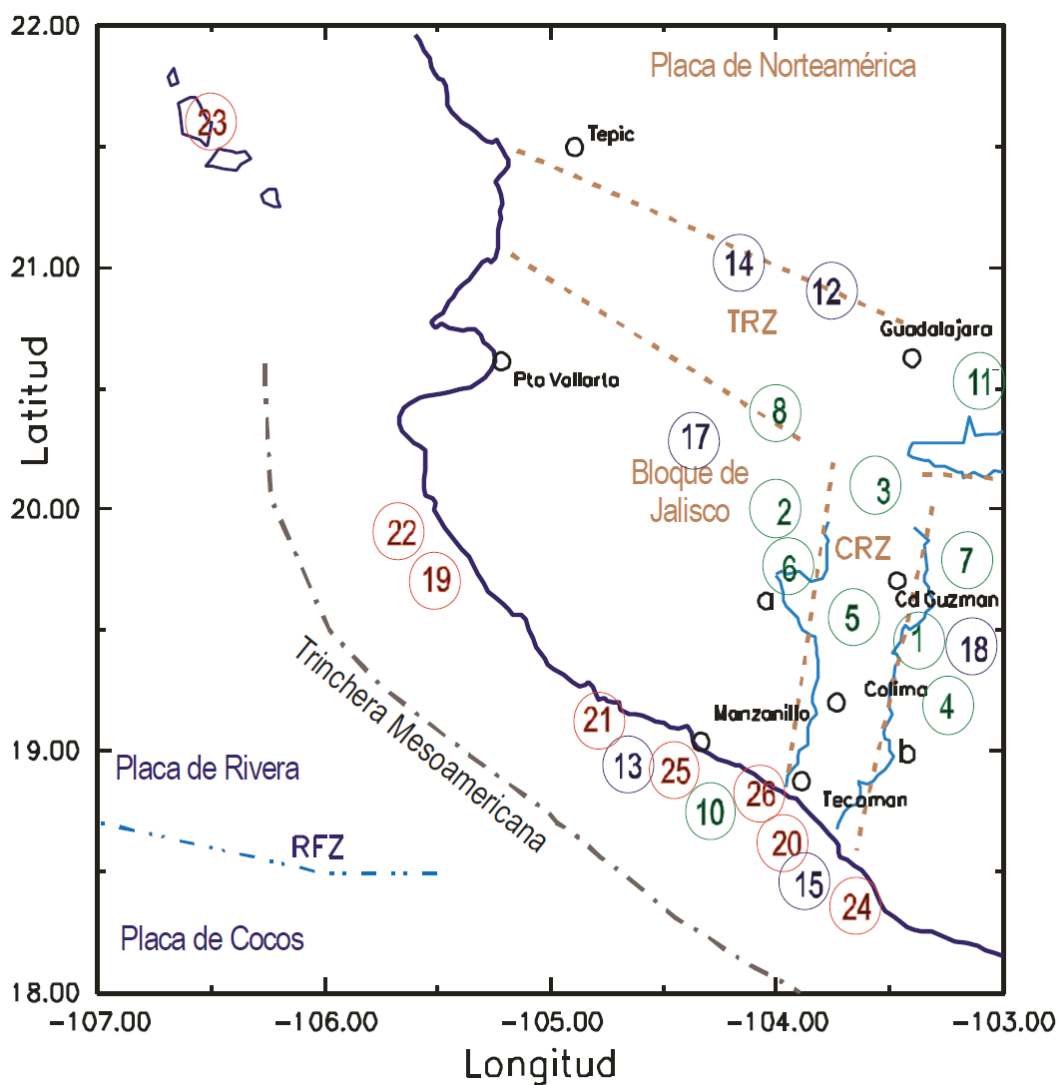 22.00
Placa de Norteamérica
23
Tepic
21.00
14
12
TRZ
Guadalajara
Pto Vallarta
11
8
17
Latitud
Bloque de
Jalisco
3
20.00
2
22
CRZ
7
6
19
a
Cd Guzman
5
1
18
Trinchera Mesoamericana
Colima
4
21
Manzanillo
19.00
b
Placa de Rivera
13
25
26
Tecoman
10
RFZ
20
15
24
Placa de Cocos
18.00
-107.00
-106.00
-105.00
-104.00
-103.00
Longitud